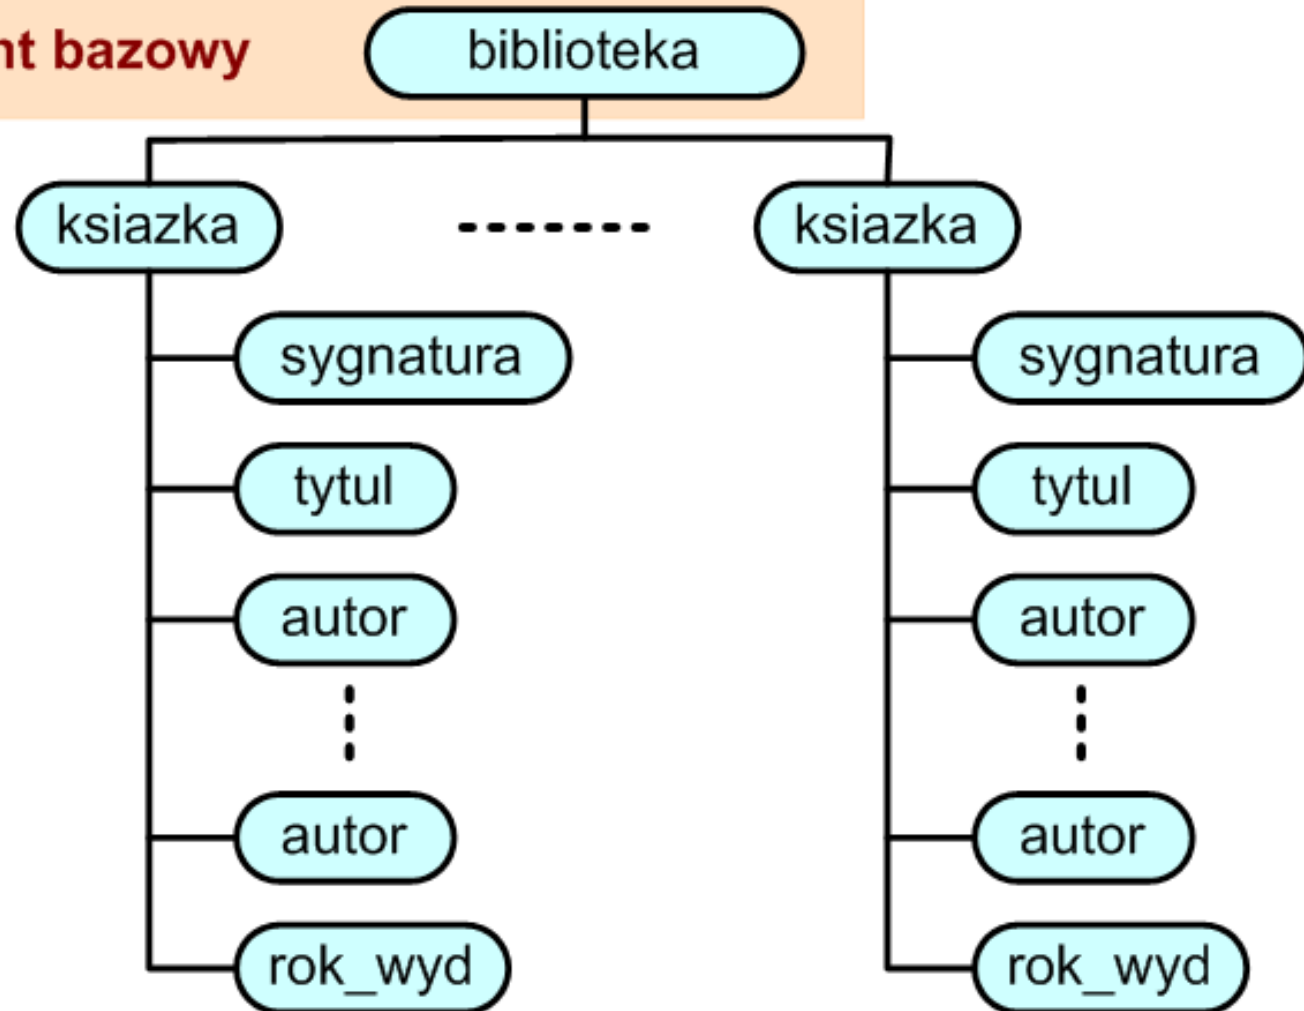 nt bazowy
biblioteka
ksiazka
ksiazka
sygnatura
sygnatura
tytul
tytul
autor
autor
autor
autor
rok_wyd
rok_wyd